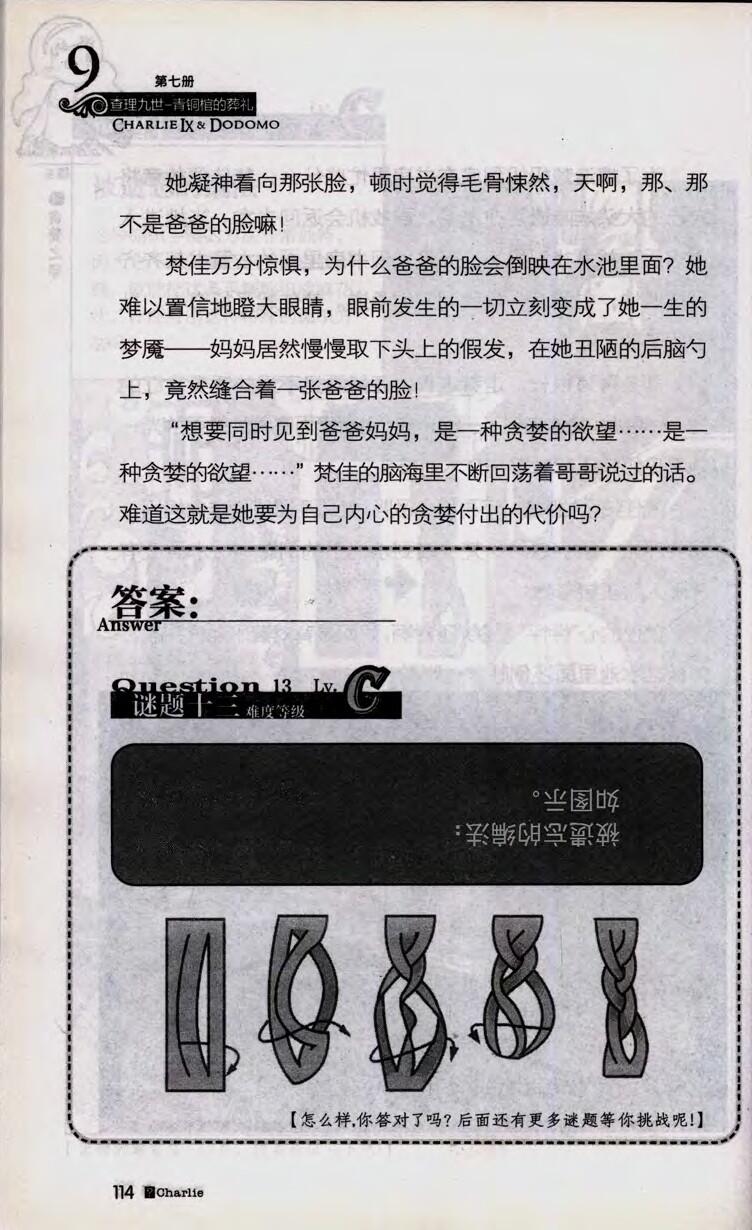 9
第七册
查理九世-青铜棺的葬礼
CHARLIE IX & DODOMO
她凝神看向那张脸，顿时觉得毛骨悚然，天啊，那、那
不是爸爸的脸嘛！
梵佳万分惊惧，为什么爸爸的脸会倒映在水池里面？她
难以置信地瞪大眼睛，眼前发生的一切立刻变成了她一生的
梦魇——妈妈居然慢慢取下头上的假发，在她丑陋的后脑勺
上，竟然缝合着一张爸爸的脸！
“想要同时见到爸爸妈妈，是一种贪婪的欲望……是一
种贪婪的欲望……”梵佳的脑海里不断回荡着哥哥说过的话。
难道这就是她要为自己内心的贪婪付出的代价吗？
答案：
Answer
Question 13 Lv. C
谜题十三 难度等级
被遗忘的编法：
如图示。
【怎么样,你答对了吗？后面还有更多谜题等你挑战呢!】
114 Charlie